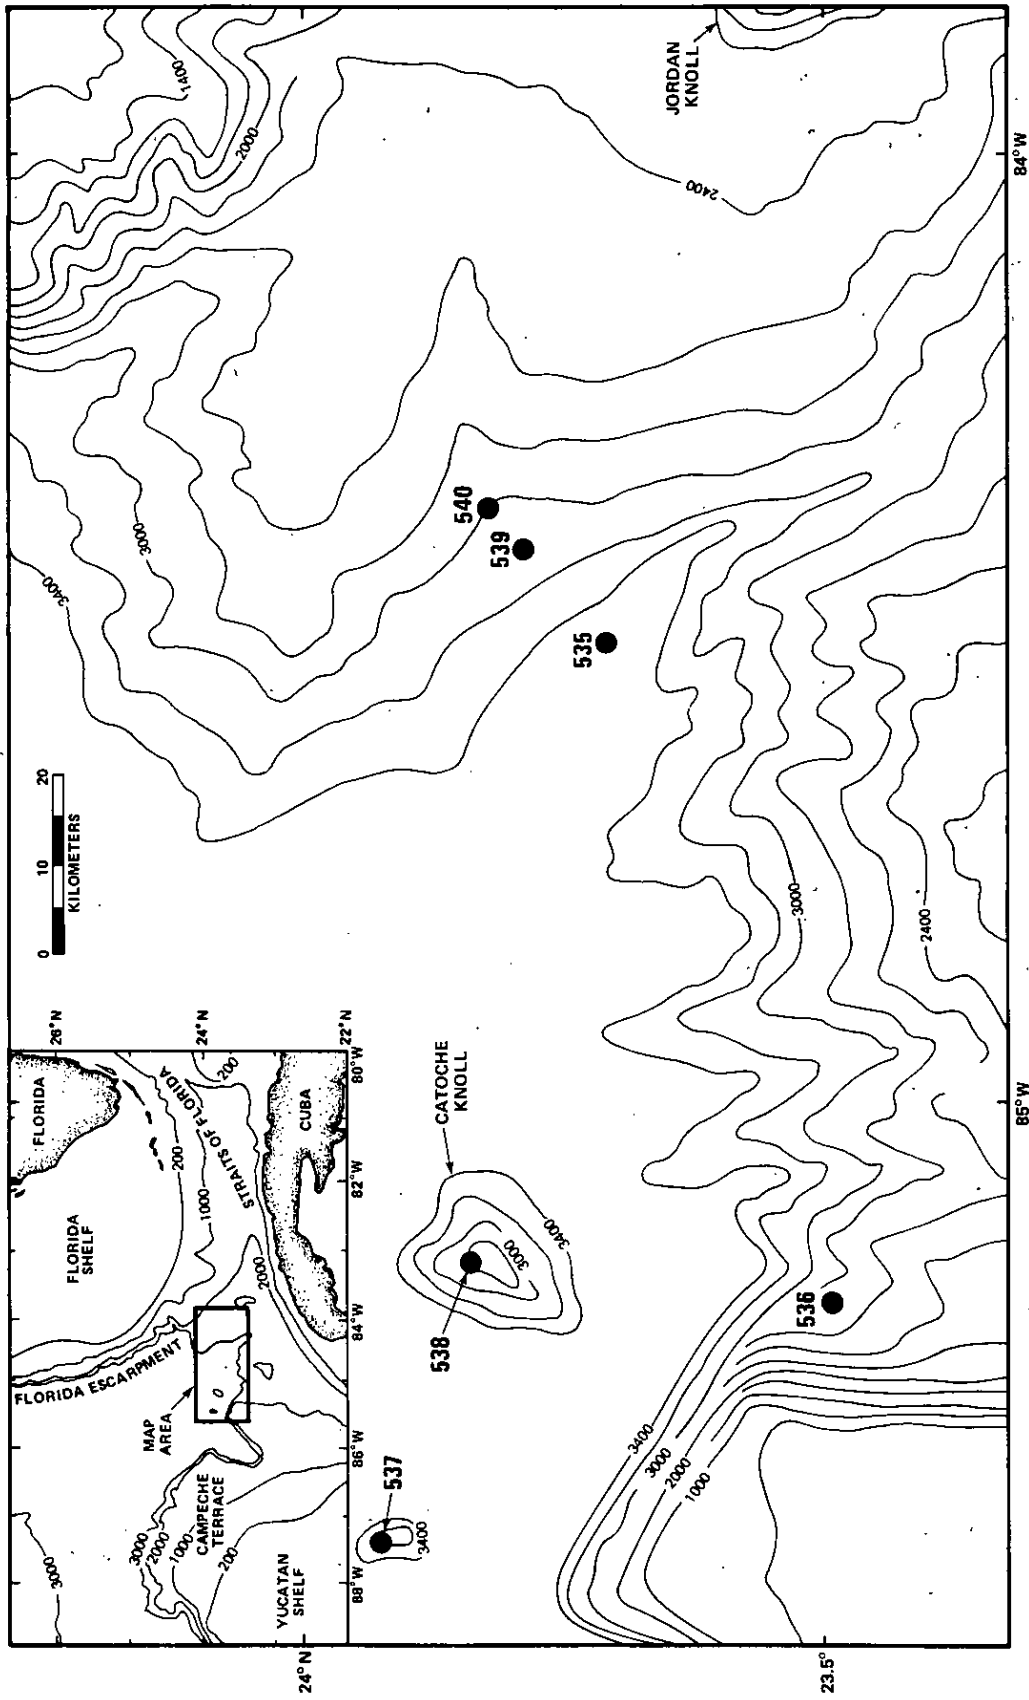 26°N
24°N
22°N
80°W
82°W
84°W
86°W
88°W
FLORIDA
FLORIDA
SHELF
STRAITS OF FLORIDA
CUBA
200
200
1000
2000
FLORIDA ESCARPMENT
MAP
AREA
CAMPECHE
TERRACE
YUCATAN
SHELF
3000
3000
2000
1000
200
0 10 20
KILOMETERS
24°N
23.5°
85°W
84°W
537
3400
538
CATOCHE
KNOLL
3000
3400
536
535
539
540
JORDAN
KNOLL
3400
3000
2000
1400
2400
3000
2400
3400
3000
2000
1000